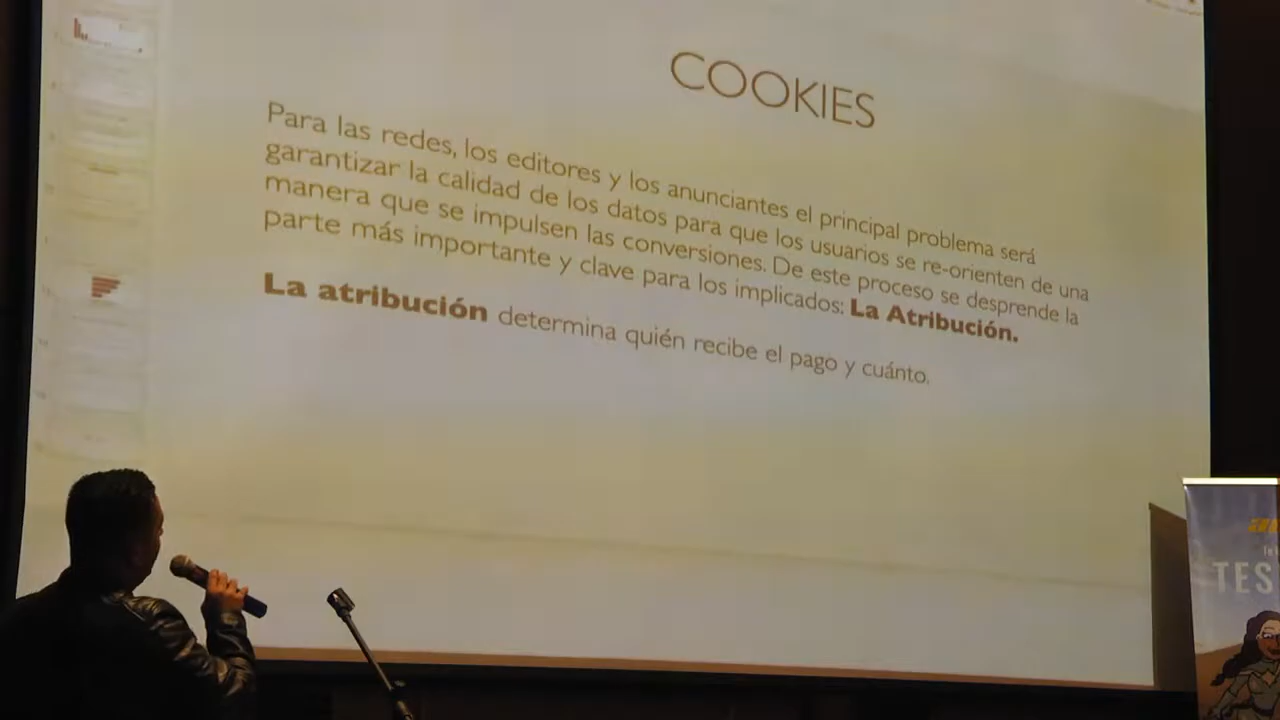 COOKIES
Para las redes, los editores y los anunciantes el principal problema será
garantizar la calidad de los datos para que los usuarios se re-orienten de una
manera que se impulsen las conversiones. De este proceso se desprende la
parte más importante y clave para los implicados: La Atribución.
La atribución determina quién recibe el pago y cuánto.
TES